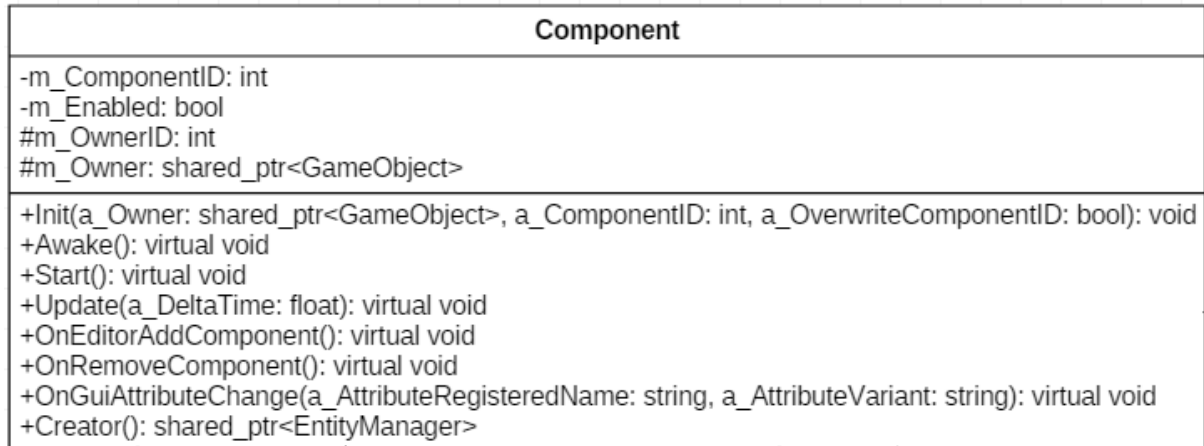 Component
-m_ComponentID: int
-m_Enabled: bool
#m_OwnerID: int
#m_Owner: shared_ptr<GameObject>
+Init(a_Owner: shared_ptr<GameObject>, a_ComponentID: int, a_OverwriteComponentID: bool): void
+Awake(): virtual void
+Start(): virtual void
+Update(a_DeltaTime: float): virtual void
+OnEditorAddComponent(): virtual void
+OnRemoveComponent(): virtual void
+OnGuiAttributeChange(a_AttributeRegisteredName: string, a_AttributeVariant: string): virtual void
+Creator(): shared_ptr<EntityManager>